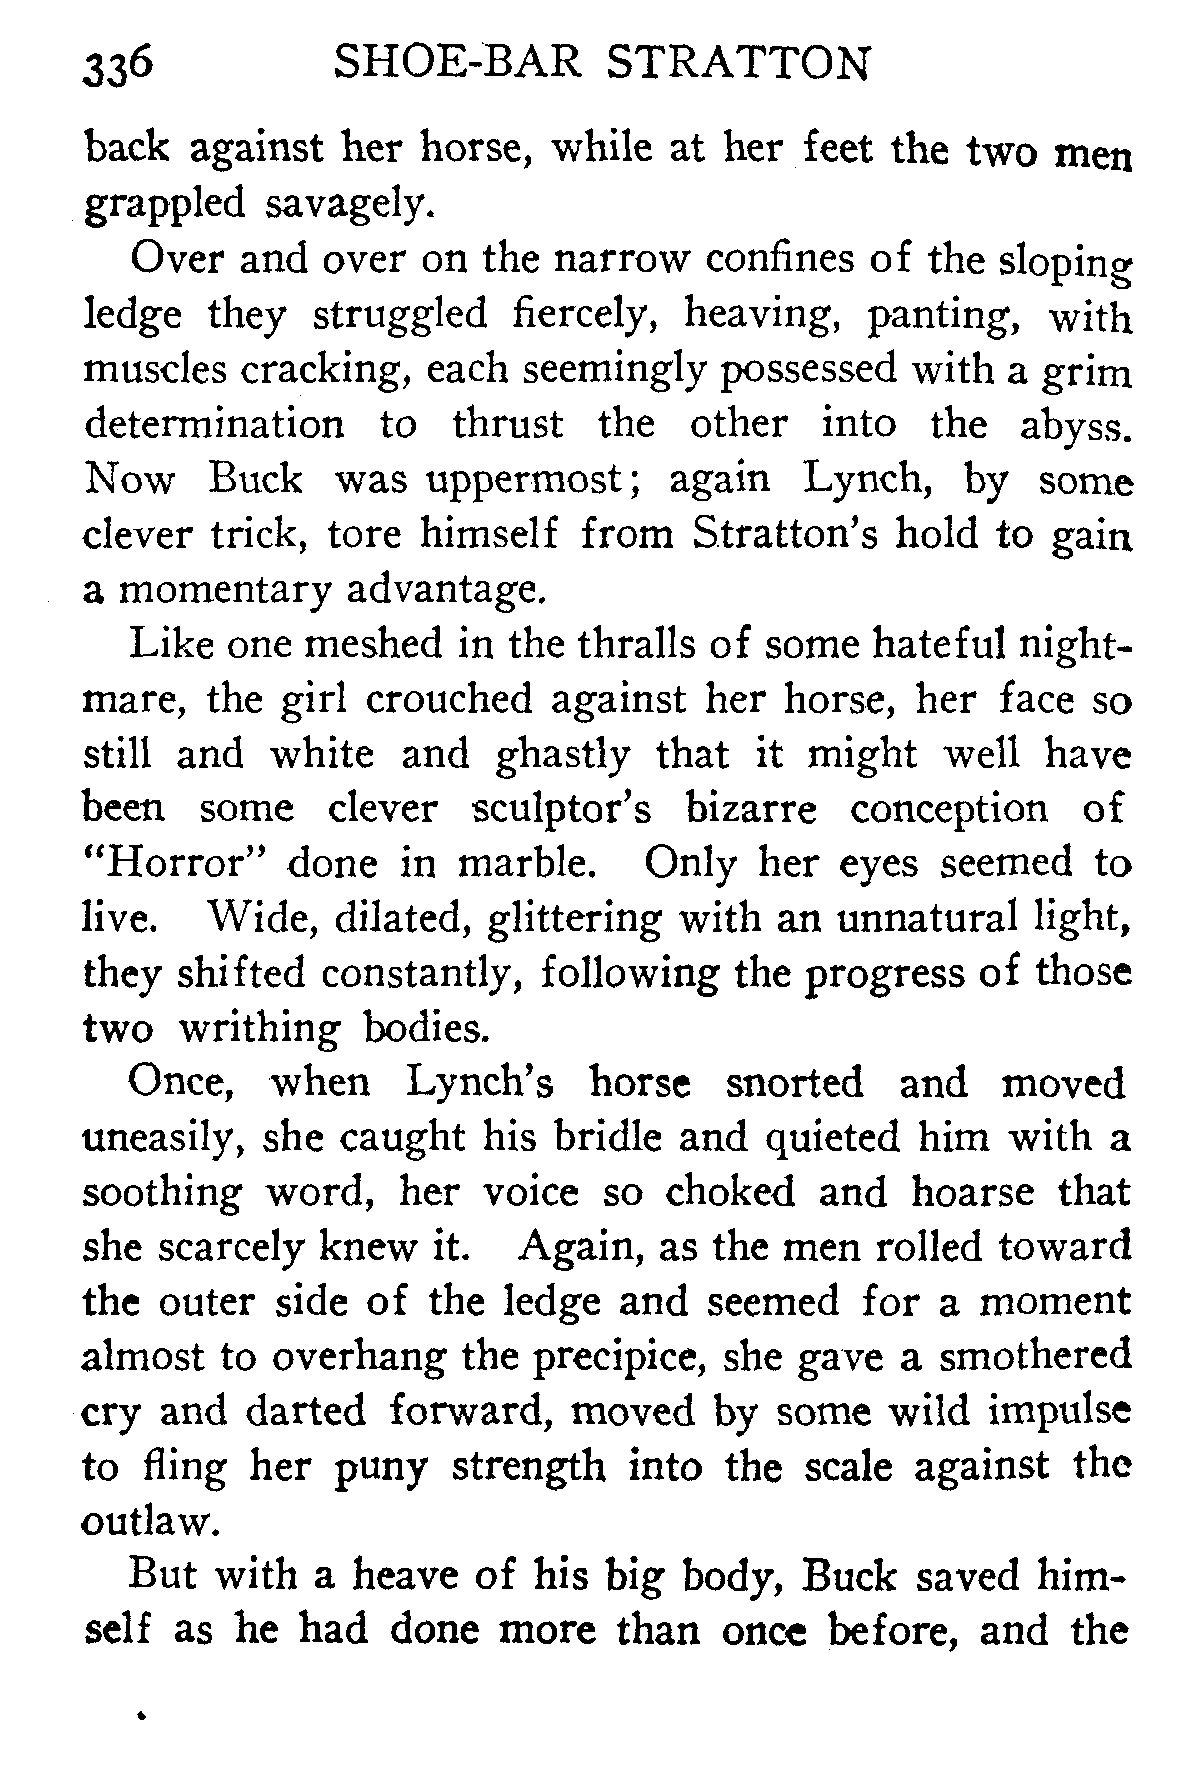 336 SHOE-BAR STRATTON
back against her horse, while at her feet the two men
grappled savagely.
Over and over on the narrow confines of the sloping
ledge they struggled fiercely, heaving, panting, with
muscles cracking, each seemingly possessed with a grim
determination to thrust the other into the abyss.
Now Buck was uppermost; again Lynch, by some
clever trick, tore himself from Stratton's hold to gain
a momentary advantage.
Like one meshed in the thralls of some hateful night-
mare, the girl crouched against her horse, her face so
still and white and ghastly that it might well have
been some clever sculptor's bizarre conception of
"Horror" done in marble. Only her eyes seemed to
live. Wide, dilated, glittering with an unnatural light,
they shifted constantly, following the progress of those
two writhing bodies.
Once, when Lynch's horse snorted and moved
uneasily, she caught his bridle and quieted him with a
soothing word, her voice so choked and hoarse that
she scarcely knew it. Again, as the men rolled toward
the outer side of the ledge and seemed for a moment
almost to overhang the precipice, she gave a smothered
cry and darted forward, moved by some wild impulse
to fling her puny strength into the scale against the
outlaw.
But with a heave of his big body, Buck saved him-
self as he had done more than once before, and the